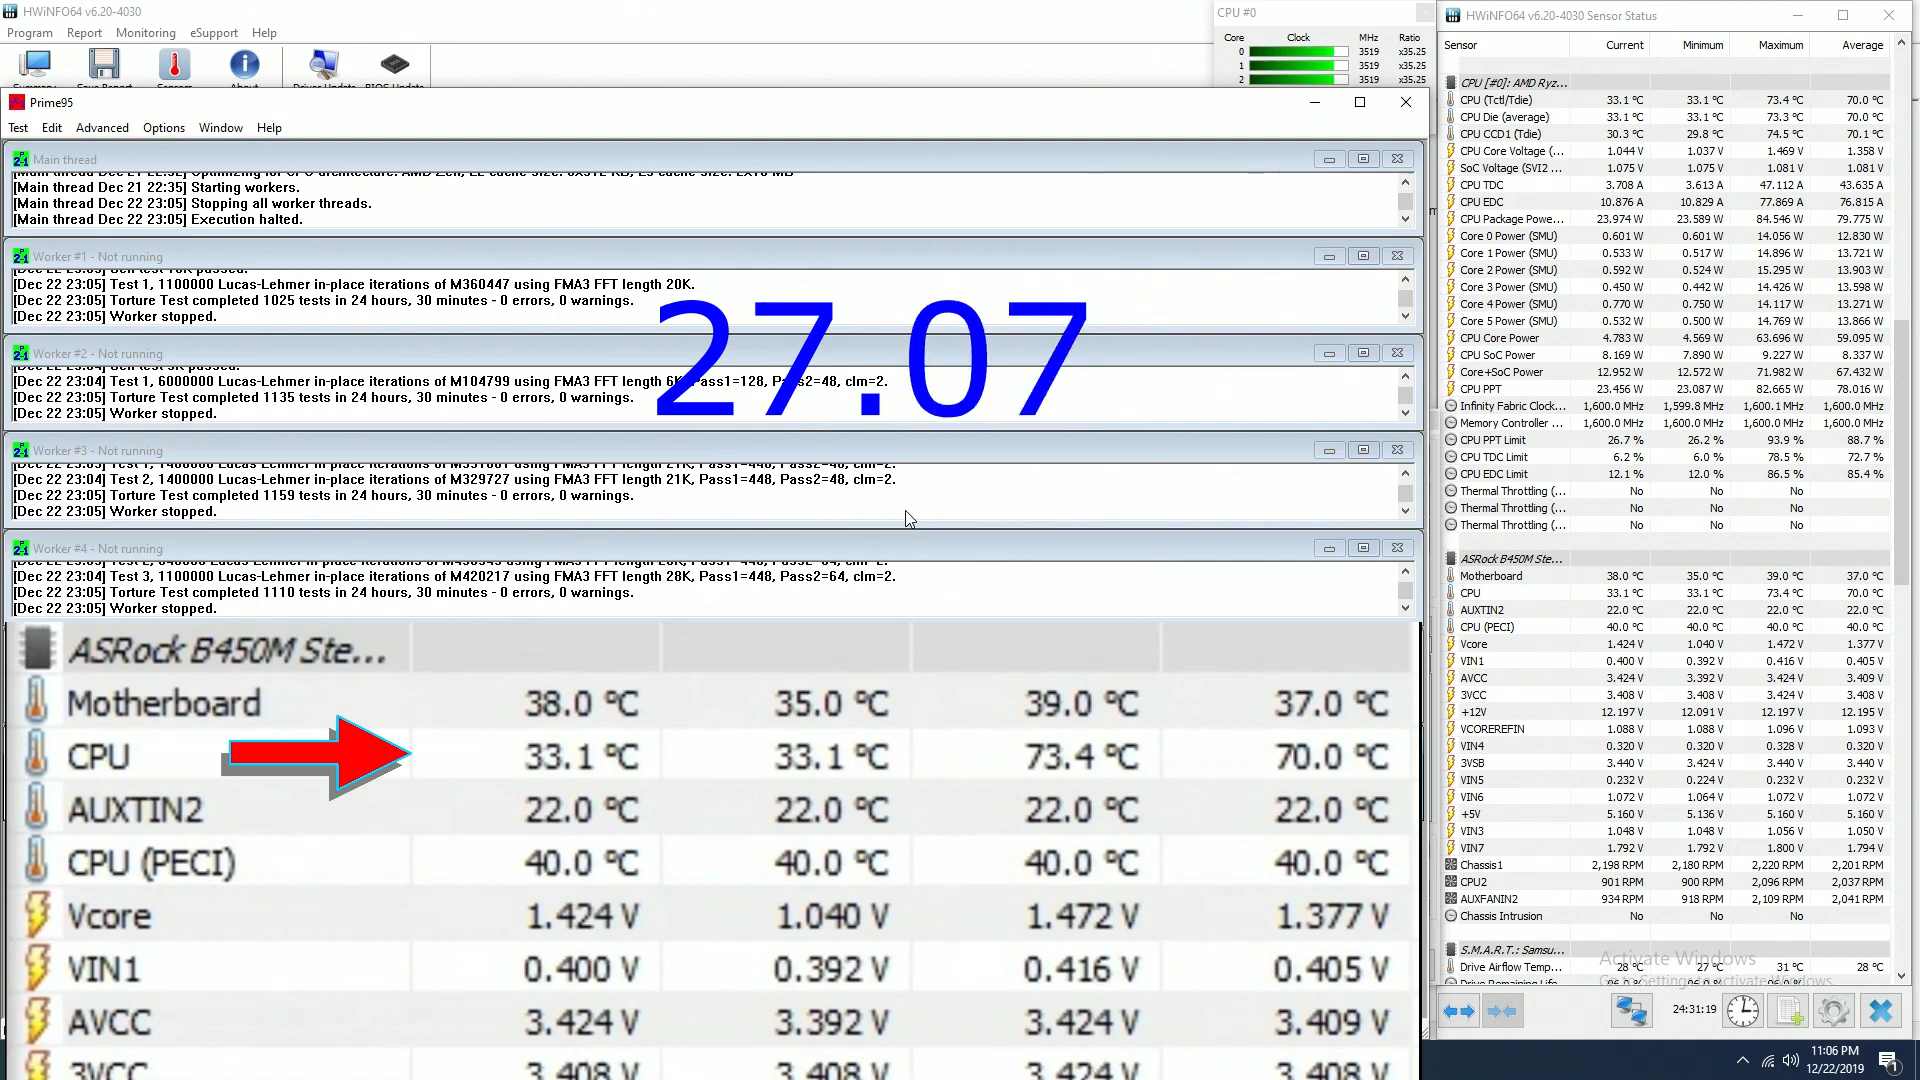 HWiNFO64 v6.20-4030
Program Report Monitoring eSupport Help
Prime95
Test Edit Advanced Options Window Help
Main thread
[Main thread Dec 21 22:35] Starting workers.
[Main thread Dec 22 23:05] Stopping all worker threads.
[Main thread Dec 22 23:05] Execution halted.
Worker #1 - Not running
[Dec 22 23:05] Test 1, 1100000 Lucas-Lehmer in-place iterations of M360447 using FMA3 FFT length 20K.
[Dec 22 23:05] Torture Test completed 1025 tests in 24 hours, 30 minutes - 0 errors, 0 warnings.
[Dec 22 23:05] Worker stopped.
27.07
Worker #2 - Not running
[Dec 22 23:04] Test 1, 6000000 Lucas-Lehmer in-place iterations of M104799 using FMA3 FFT length 6K, Pass1=128, Pass2=48, clm=2.
[Dec 22 23:05] Torture Test completed 1135 tests in 24 hours, 30 minutes - 0 errors, 0 warnings.
[Dec 22 23:05] Worker stopped.
Worker #3 - Not running
[Dec 22 23:04] Test 2, 1400000 Lucas-Lehmer in-place iterations of M329727 using FMA3 FFT length 21K, Pass1=448, Pass2=48, clm=2.
[Dec 22 23:05] Torture Test completed 1159 tests in 24 hours, 30 minutes - 0 errors, 0 warnings.
[Dec 22 23:05] Worker stopped.
Worker #4 - Not running
[Dec 22 23:04] Test 3, 1100000 Lucas-Lehmer in-place iterations of M420217 using FMA3 FFT length 28K, Pass1=448, Pass2=64, clm=2.
[Dec 22 23:05] Torture Test completed 1110 tests in 24 hours, 30 minutes - 0 errors, 0 warnings.
[Dec 22 23:05] Worker stopped.
ASRock B450M Ste...
Motherboard 38.0 °C 35.0 °C 39.0 °C 37.0 °C
CPU 33.1 °C 33.1 °C 73.4 °C 70.0 °C
AUXTIN2 22.0 °C 22.0 °C 22.0 °C 22.0 °C
CPU (PECI) 40.0 °C 40.0 °C 40.0 °C 40.0 °C
Vcore 1.424 V 1.040 V 1.472 V 1.377 V
VIN1 0.400 V 0.392 V 0.416 V 0.405 V
AVCC 3.424 V 3.392 V 3.424 V 3.409 V
3VCC 3.408 V 3.408 V 3.424 V 3.408 V
CPU #0
Core Clock MHz Ratio
0 3519 x35.25
1 3519 x35.25
2 3519 x35.25
HWiNFO64 v6.20-4030 Sensor Status
Sensor Current Minimum Maximum Average
CPU [#0]: AMD Ryz...
CPU (Tctl/Tdie) 33.1 °C 33.1 °C 73.4 °C 70.0 °C
CPU Die (average) 33.1 °C 33.1 °C 73.3 °C 70.0 °C
CPU CCD1 (Tdie) 30.3 °C 29.8 °C 74.5 °C 70.1 °C
CPU Core Voltage (... 1.044 V 1.037 V 1.469 V 1.358 V
SoC Voltage (SVI2 ... 1.075 V 1.075 V 1.081 V 1.081 V
CPU TDC 3.708 A 3.613 A 47.112 A 43.635 A
CPU EDC 10.876 A 10.829 A 77.869 A 76.815 A
CPU Package Powe... 23.974 W 23.589 W 84.546 W 79.775 W
Core 0 Power (SMU) 0.601 W 0.601 W 14.056 W 12.830 W
Core 1 Power (SMU) 0.533 W 0.517 W 14.896 W 13.721 W
Core 2 Power (SMU) 0.592 W 0.524 W 15.295 W 13.903 W
Core 3 Power (SMU) 0.450 W 0.442 W 14.426 W 13.598 W
Core 4 Power (SMU) 0.770 W 0.750 W 14.117 W 13.271 W
Core 5 Power (SMU) 0.532 W 0.500 W 14.769 W 13.866 W
CPU Core Power 4.783 W 4.569 W 63.696 W 59.095 W
CPU SoC Power 8.169 W 7.890 W 9.227 W 8.337 W
Core+SoC Power 12.952 W 12.572 W 71.982 W 67.432 W
CPU PPT 23.456 W 23.087 W 82.665 W 78.016 W
Infinity Fabric Clock... 1,600.0 MHz 1,599.8 MHz 1,600.1 MHz 1,600.0 MHz
Memory Controller ... 1,600.0 MHz 1,600.0 MHz 1,600.0 MHz 1,600.0 MHz
CPU PPT Limit 26.7 % 26.2 % 93.9 % 88.7 %
CPU TDC Limit 6.2 % 6.0 % 78.5 % 72.7 %
CPU EDC Limit 12.1 % 12.0 % 86.5 % 85.4 %
Thermal Throttling (... No No No
Thermal Throttling (... No No No
Thermal Throttling (... No No No
ASRock B450M Ste...
Motherboard 38.0 °C 35.0 °C 39.0 °C 37.0 °C
CPU 33.1 °C 33.1 °C 73.4 °C 70.0 °C
AUXTIN2 22.0 °C 22.0 °C 22.0 °C 22.0 °C
CPU (PECI) 40.0 °C 40.0 °C 40.0 °C 40.0 °C
Vcore 1.424 V 1.040 V 1.472 V 1.377 V
VIN1 0.400 V 0.392 V 0.416 V 0.405 V
AVCC 3.424 V 3.392 V 3.424 V 3.409 V
3VCC 3.408 V 3.408 V 3.424 V 3.408 V
+12V 12.197 V 12.091 V 12.197 V 12.195 V
VCOREREFIN 1.088 V 1.088 V 1.096 V 1.093 V
VIN4 0.320 V 0.320 V 0.328 V 0.320 V
3VSB 3.440 V 3.424 V 3.440 V 3.440 V
VIN5 0.232 V 0.224 V 0.232 V 0.232 V
VIN6 1.072 V 1.064 V 1.072 V 1.072 V
+5V 5.160 V 5.136 V 5.160 V 5.160 V
VIN3 1.048 V 1.048 V 1.056 V 1.050 V
VIN7 1.792 V 1.792 V 1.800 V 1.794 V
Chassis1 2,198 RPM 2,180 RPM 2,220 RPM 2,201 RPM
CPU2 901 RPM 900 RPM 2,096 RPM 2,037 RPM
AUXFANIN2 934 RPM 918 RPM 2,109 RPM 2,041 RPM
Chassis Intrusion No No No
S.M.A.R.T.: Samsu...
Activate Windows
Drive Airflow Temp... 28 °C 27 °C 31 °C 28 °C
Go to Settings to activate Windows.
24:31:19
11:06 PM
12/22/2019
1